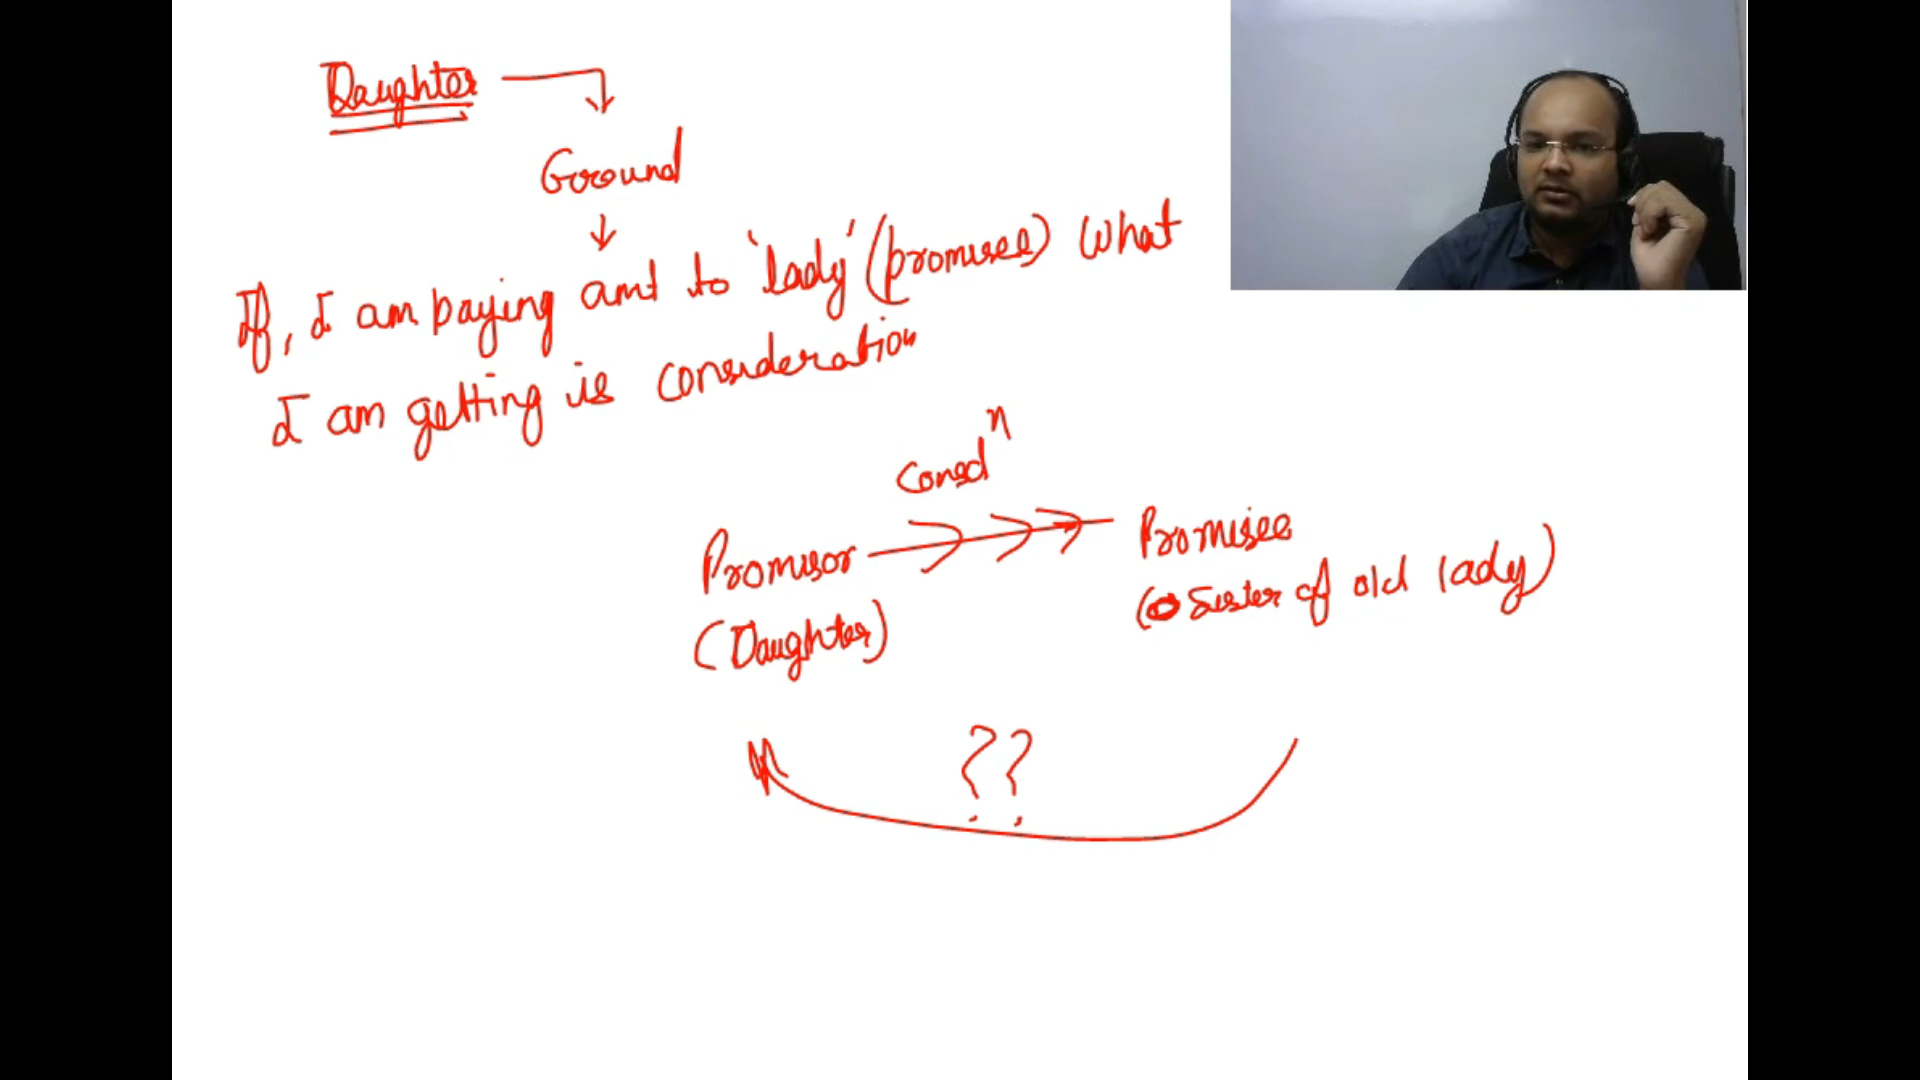 Daughter
Ground
If, I am paying amt to 'lady' (promisee) what
I am getting is consideration
Consdⁿ
Promisor
Promisee
(Daughter)
(Sister of old lady)
??